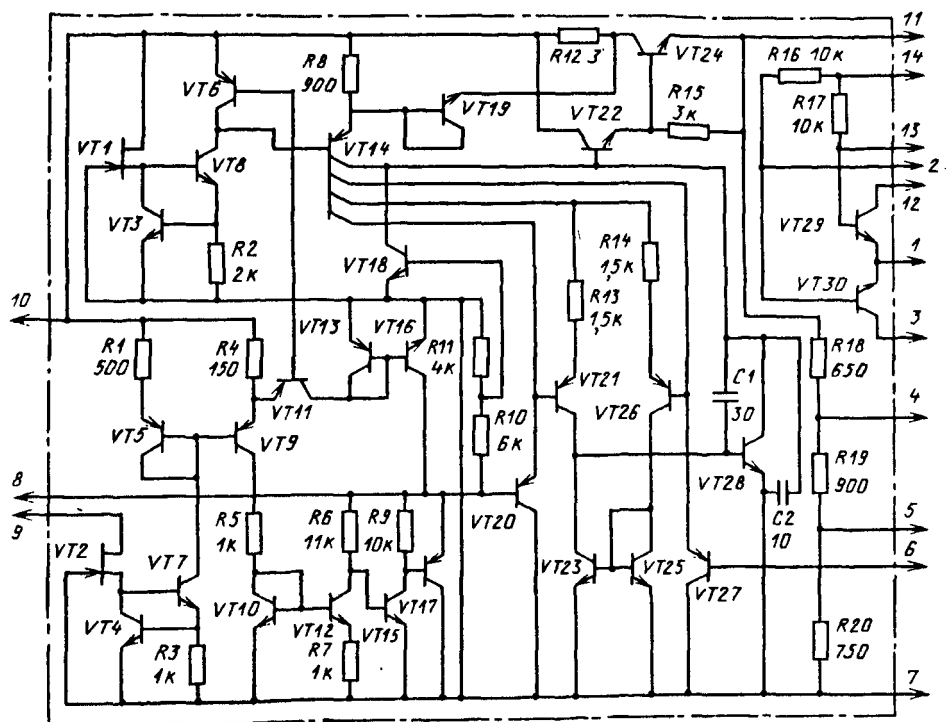 11
R12 3
VT24
R8
900
R16 10к
14
VT6
VT19
VT22
R15
3к
R17
10к
13
2
VT1
VT8
VT14
12
VT29
VT3
R2
2к
VT18
R14
1,5к
1
VT30
R13
1,5к
3
10
VT13
VT16
R1
500
R4
150
R11
4к
R18
650
VT11
VT21
C1
30
VT5
VT9
R10
6к
VT26
4
8
VT28
R19
900
9
R5
1к
R6
11к
R9
10к
VT20
C2
10
5
VT2
VT7
6
VT4
VT10
VT17
VT23
VT25
VT27
R3
1к
VT12
VT15
R7
1к
R20
750
7